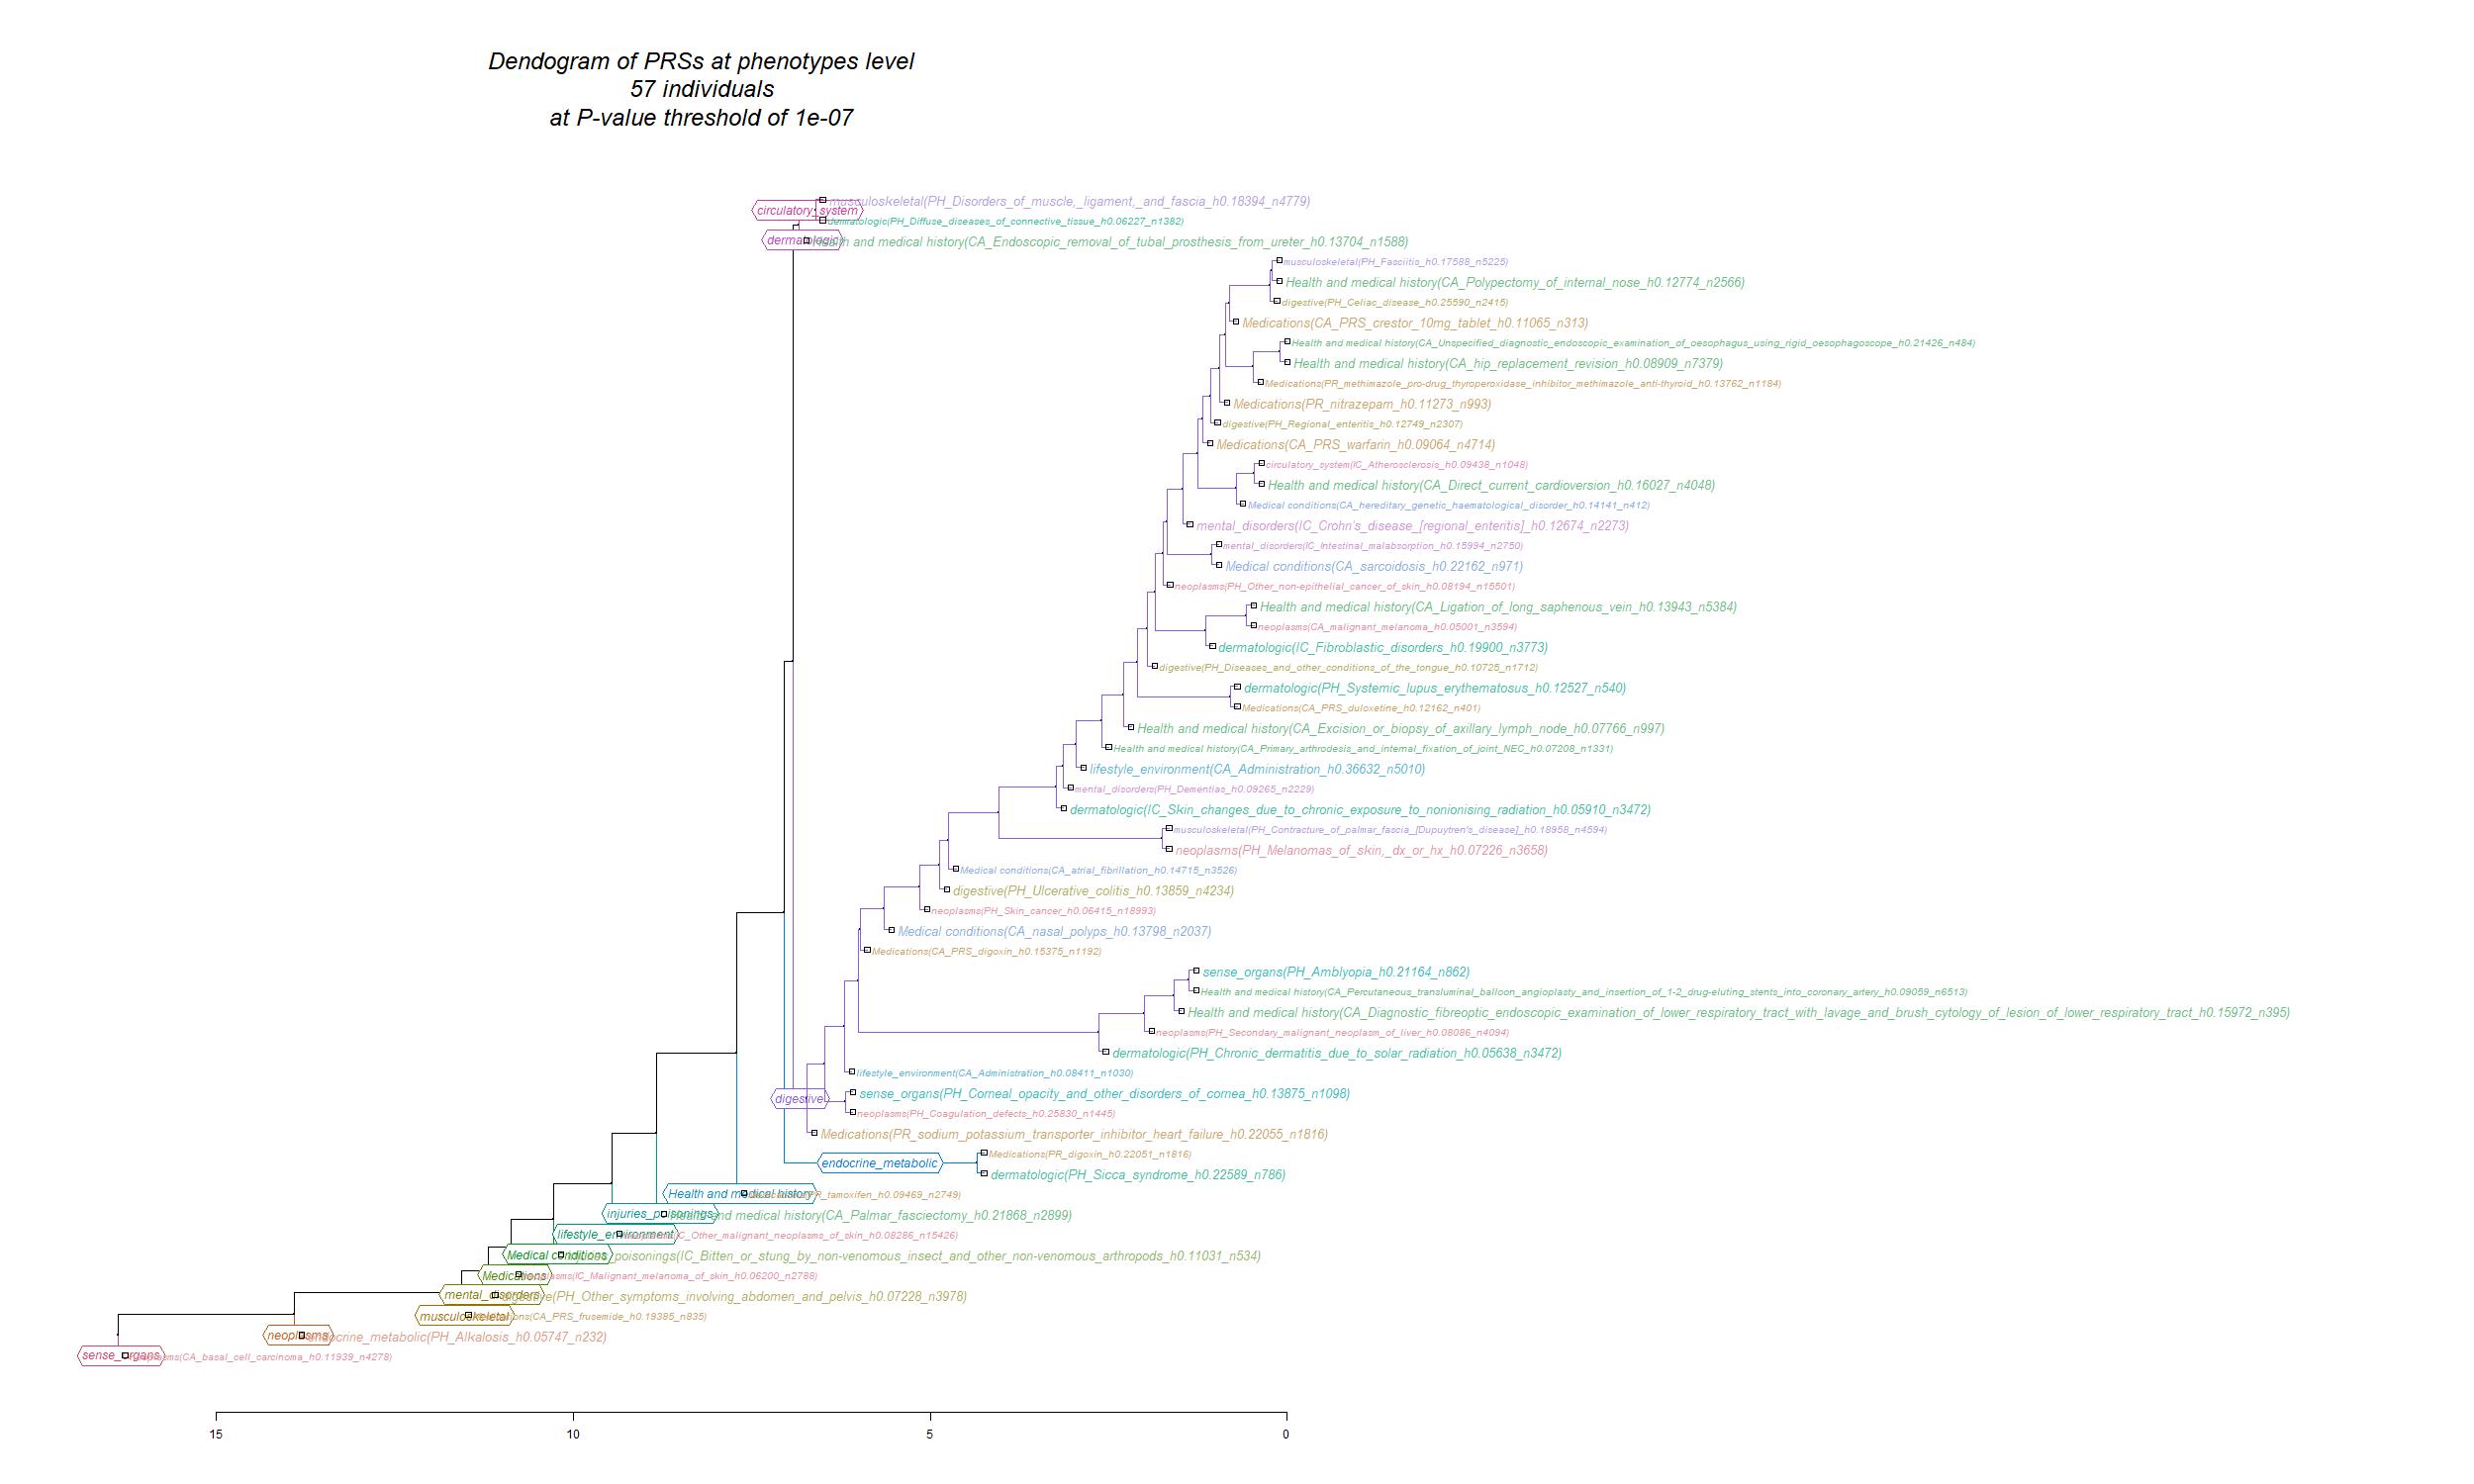 Dendogram of PRSs at phenotypes level
57 individuals
at P-value threshold of 1e-07
musculoskeletal(PH_Disorders_of_muscle,_ligament,_and_fascia_h0.18394_n4779)
circulatory_system
dermatologic(PH_Diffuse_diseases_of_connective_tissue_h0.06227_n1382)
dermatologic
Health and medical history(CA_Endoscopic_removal_of_tubal_prosthesis_from_ureter_h0.13704_n1588)
musculoskeletal(PH_Fasciitis_h0.17588_n5225)
Health and medical history(CA_Polypectomy_of_internal_nose_h0.12774_n2566)
digestive(PH_Celiac_disease_h0.25590_n2415)
Medications(CA_PRS_crestor_10mg_tablet_h0.11065_n313)
Health and medical history(CA_Unspecified_diagnostic_endoscopic_examination_of_oesophagus_using_rigid_oesophagoscope_h0.21426_n484)
Health and medical history(CA_hip_replacement_revision_h0.08909_n7379)
Medications(PR_methimazole_pro-drug_thyroperoxidase_inhibitor_methimazole_anti-thyroid_h0.13762_n1184)
Medications(PR_nitrazepam_h0.11273_n993)
digestive(PH_Regional_enteritis_h0.12749_n2307)
Medications(CA_PRS_warfarin_h0.09064_n4714)
circulatory_system(IC_Atherosclerosis_h0.09438_n1048)
Health and medical history(CA_Direct_current_cardioversion_h0.16027_n4048)
Medical conditions(CA_hereditary_genetic_haematological_disorder_h0.14141_n412)
mental_disorders(IC_Crohn's_disease_[regional_enteritis]_h0.12674_n2273)
mental_disorders(IC_Intestinal_malabsorption_h0.15994_n2750)
Medical conditions(CA_sarcoidosis_h0.22162_n971)
neoplasms(PH_Other_non-epithelial_cancer_of_skin_h0.08194_n15501)
Health and medical history(CA_Ligation_of_long_saphenous_vein_h0.13943_n5384)
neoplasms(CA_malignant_melanoma_h0.05001_n3594)
dermatologic(IC_Fibroblastic_disorders_h0.19900_n3773)
digestive(PH_Diseases_and_other_conditions_of_the_tongue_h0.10725_n1712)
dermatologic(PH_Systemic_lupus_erythematosus_h0.12527_n540)
Medications(CA_PRS_duloxetine_h0.12162_n401)
Health and medical history(CA_Excision_or_biopsy_of_axillary_lymph_node_h0.07766_n997)
Health and medical history(CA_Primary_arthrodesis_and_internal_fixation_of_joint_NEC_h0.07208_n1331)
lifestyle_environment(CA_Administration_h0.36632_n5010)
mental_disorders(PH_Dementias_h0.09265_n2229)
dermatologic(IC_Skin_changes_due_to_chronic_exposure_to_nonionising_radiation_h0.05910_n3472)
musculoskeletal(PH_Contracture_of_palmar_fascia_[Dupuytren's_disease]_h0.18958_n4594)
neoplasms(PH_Melanomas_of_skin,_dx_or_hx_h0.07226_n3658)
Medical conditions(CA_atrial_fibrillation_h0.14715_n3526)
digestive(PH_Ulcerative_colitis_h0.13859_n4234)
neoplasms(PH_Skin_cancer_h0.06415_n18993)
Medical conditions(CA_nasal_polyps_h0.13798_n2037)
Medications(CA_PRS_digoxin_h0.15375_n1192)
sense_organs(PH_Amblyopia_h0.21164_n862)
Health and medical history(CA_Percutaneous_transluminal_balloon_angioplasty_and_insertion_of_1-2_drug-eluting_stents_into_coronary_artery_h0.09059_n6513)
Health and medical history(CA_Diagnostic_fibreoptic_endoscopic_examination_of_lower_respiratory_tract_with_lavage_and_brush_cytology_of_lesion_of_lower_respiratory_tract_h0.15972_n395)
neoplasms(PH_Secondary_malignant_neoplasm_of_liver_h0.08086_n4094)
dermatologic(PH_Chronic_dermatitis_due_to_solar_radiation_h0.05638_n3472)
lifestyle_environment(CA_Administration_h0.08411_n1030)
digestive
sense_organs(PH_Corneal_opacity_and_other_disorders_of_cornea_h0.13875_n1098)
neoplasms(PH_Coagulation_defects_h0.25830_n1445)
Medications(PR_sodium_potassium_transporter_inhibitor_heart_failure_h0.22055_n1816)
Medications(PR_digoxin_h0.22051_n1816)
endocrine_metabolic
dermatologic(PH_Sicca_syndrome_h0.22589_n786)
Health and medical history
Medications(PR_tamoxifen_h0.09469_n2749)
injuries_poisonings
Health and medical history(CA_Palmar_fasciectomy_h0.21868_n2899)
lifestyle_environment
neoplasms(IC_Other_malignant_neoplasms_of_skin_h0.08286_n15426)
Medical conditions
injuries_poisonings(IC_Bitten_or_stung_by_non-venomous_insect_and_other_non-venomous_arthropods_h0.11031_n534)
Medications
neoplasms(IC_Malignant_melanoma_of_skin_h0.06200_n2788)
mental_disorders
digestive(PH_Other_symptoms_involving_abdomen_and_pelvis_h0.07228_n3978)
musculoskeletal
Medications(CA_PRS_frusemide_h0.19385_n835)
neoplasms
endocrine_metabolic(PH_Alkalosis_h0.05747_n232)
sense_organs
neoplasms(CA_basal_cell_carcinoma_h0.11939_n4278)
15 10 5 0